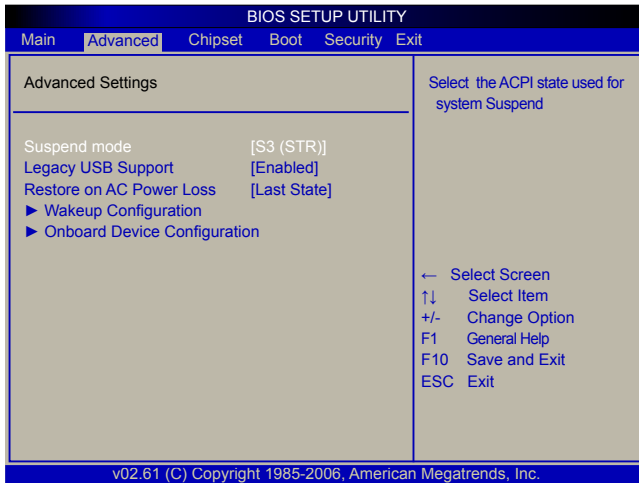 BIOS SETUP UTILITY
Main Advanced Chipset Boot Security Exit
Advanced Settings
Suspend mode [S3 (STR)]
Legacy USB Support [Enabled]
Restore on AC Power Loss [Last State]
► Wakeup Configuration
► Onboard Device Configuration
Select the ACPI state used for
system Suspend
← Select Screen
↑↓ Select Item
+/- Change Option
F1 General Help
F10 Save and Exit
ESC Exit
v02.61 (C) Copyright 1985-2006, American Megatrends, Inc.